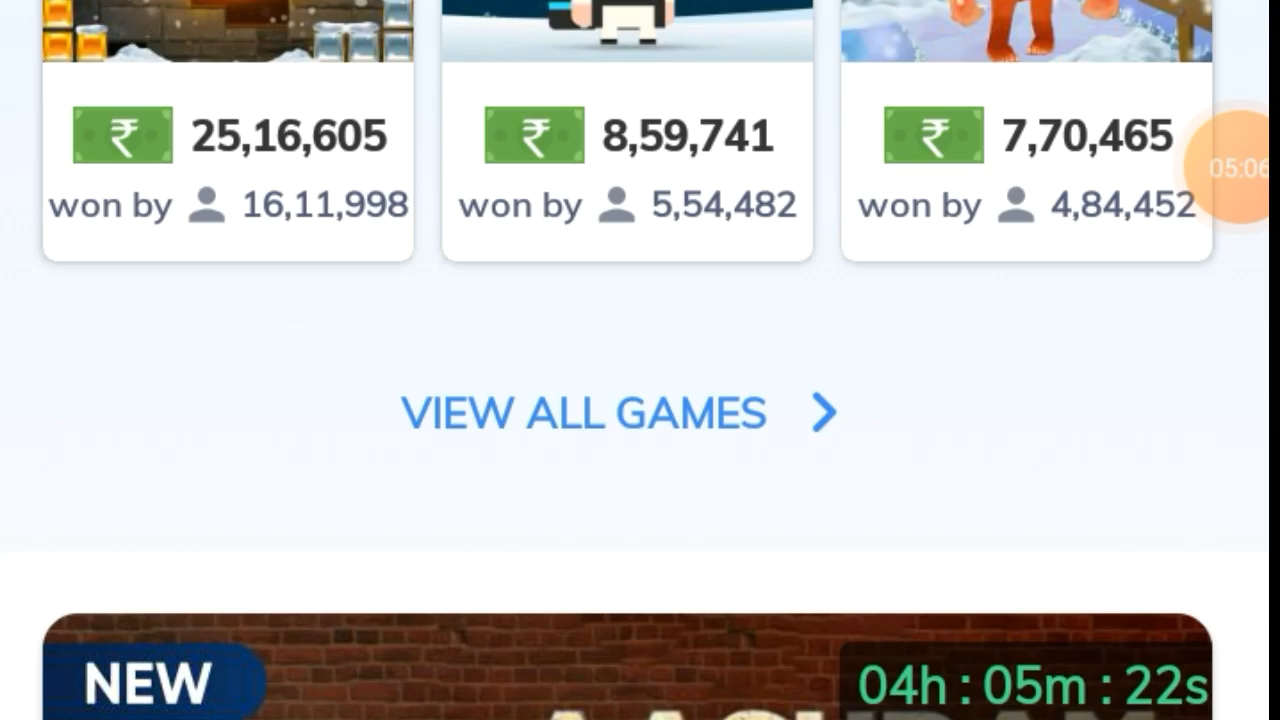 ₹ 25,16,605
won by 16,11,998
₹ 8,59,741
won by 5,54,482
₹ 7,70,465
won by 4,84,452
05:06
VIEW ALL GAMES
NEW
04h : 05m : 22s